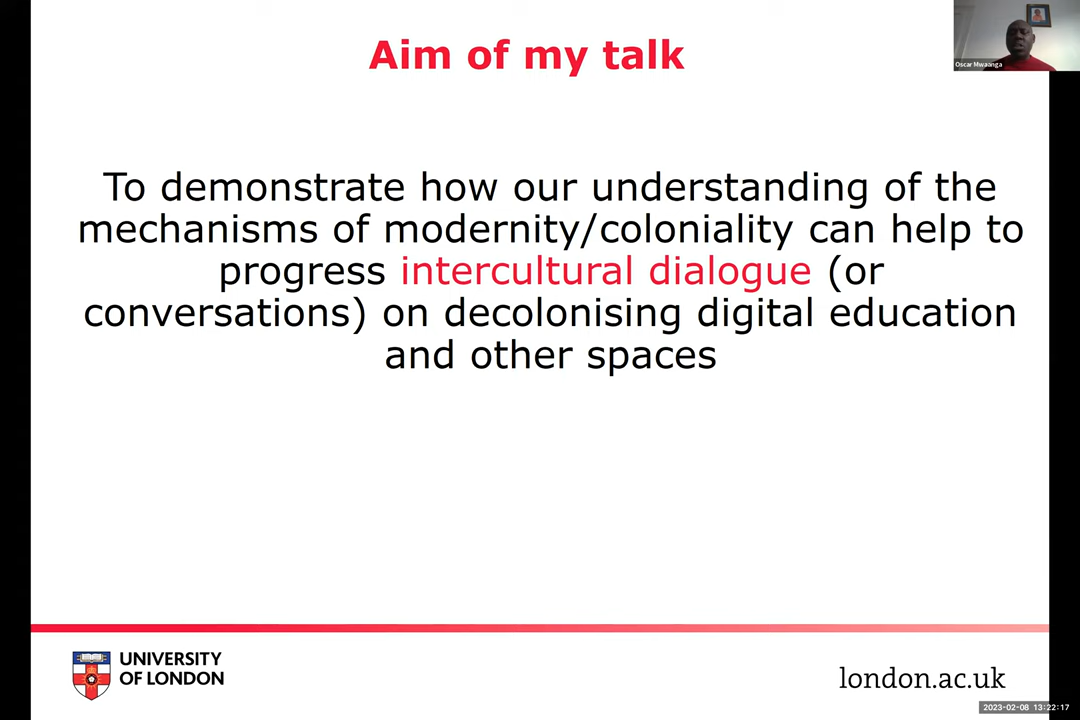 Aim of my talk
Oscar Mwaanga
To demonstrate how our understanding of the
mechanisms of modernity/coloniality can help to
progress intercultural dialogue (or
conversations) on decolonising digital education
and other spaces
UNIVERSITY
OF LONDON
london.ac.uk
2023-02-08 13:22:17